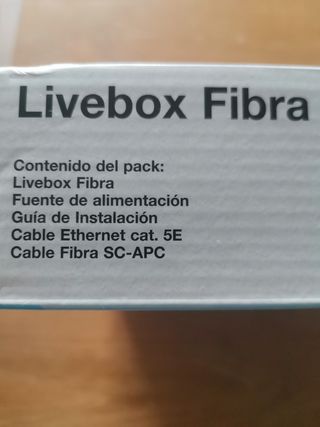 Livebox Fibra
Contenido del pack:
Livebox Fibra
Fuente de alimentación
Guía de Instalación
Cable Ethernet cat. 5E
Cable Fibra SC-APC